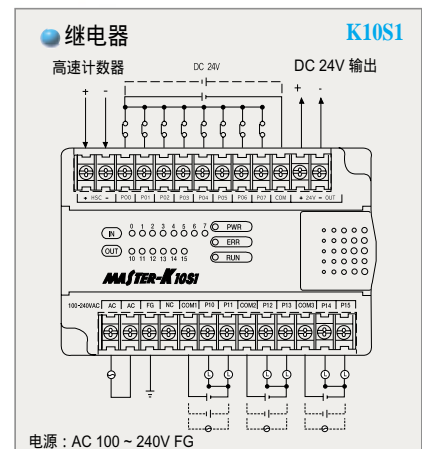 继电器
K10S1
高速计数器
DC 24V
DC 24V 输出
+ -
+ -
+ HSC - P00 P01 P02 P03 P04 P05 P06 P07 COM + 24V - OUT
IN 0 1 2 3 4 5 6 7 PWR
ERR
OUT 10 11 12 13 14 15 RUN
MASTER-K10S1
100-240VAC AC AC FG NC COM1 P10 P11 COM2 P12 P13 COM3 P14 P15
L L L L L L
电源：AC 100 ~ 240V FG